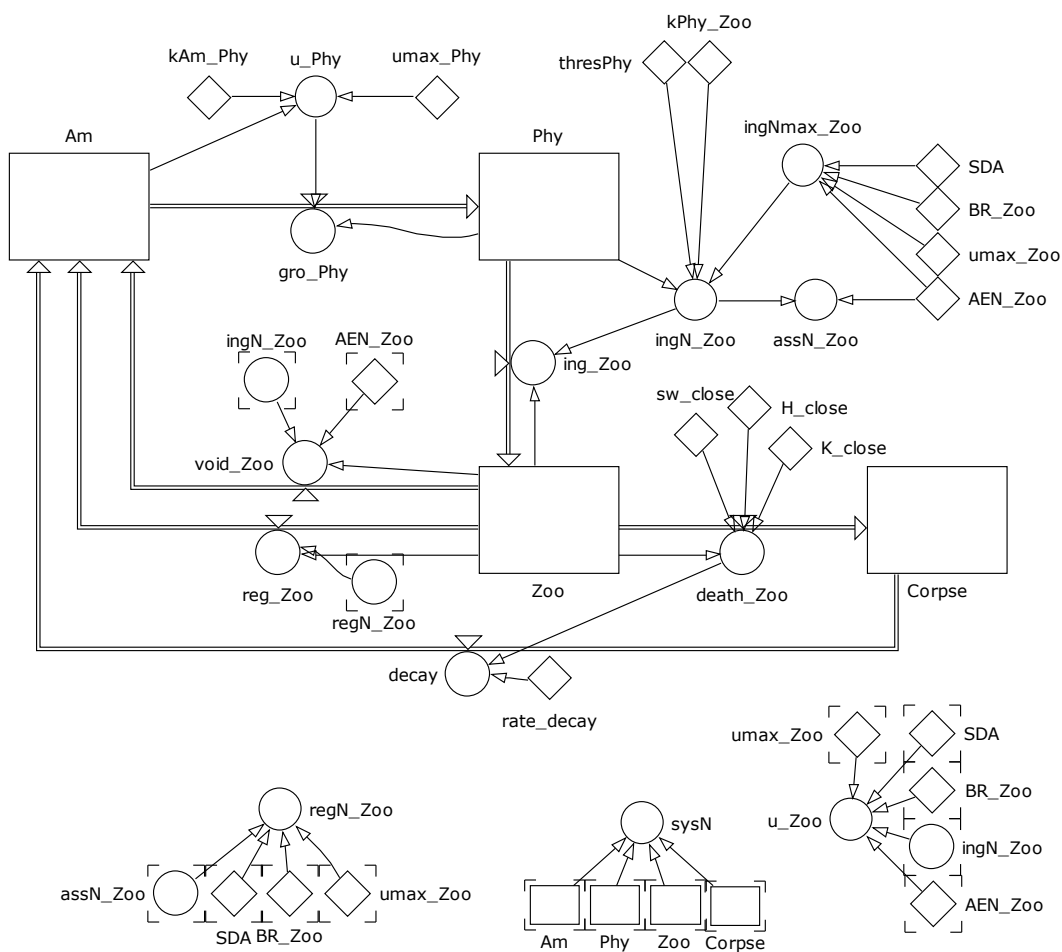 kPhy_Zoo
kAm_Phy
u_Phy
umax_Phy
thresPhy
Am
Phy
ingNmax_Zoo
SDA
BR_Zoo
umax_Zoo
AEN_Zoo
gro_Phy
ingN_Zoo
assN_Zoo
ingN_Zoo
AEN_Zoo
ing_Zoo
sw_close
H_close
K_close
void_Zoo
reg_Zoo
regN_Zoo
Zoo
death_Zoo
Corpse
decay
rate_decay
umax_Zoo
SDA
BR_Zoo
u_Zoo
ingN_Zoo
AEN_Zoo
regN_Zoo
assN_Zoo
SDA
BR_Zoo
umax_Zoo
sysN
Am
Phy
Zoo
Corpse